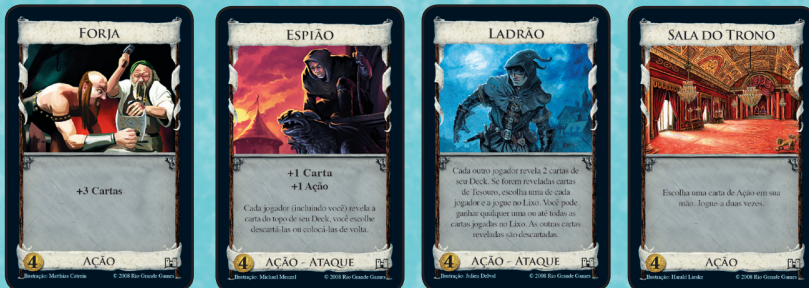 FORJA
+3 Cartas
4
AÇÃO
Ilustração: Matthias Catrein
© 2008 Rio Grande Games
ESPIÃO
+1 Carta
+1 Ação
Cada jogador (incluindo você) revela a
carta do topo de seu Deck, você escolhe
descartá-las ou colocá-las de volta.
4
AÇÃO - ATAQUE
Ilustração: Michael Menzel
© 2008 Rio Grande Games
LADRÃO
Cada outro jogador revela 2 cartas de
seu Deck. Se forem reveladas cartas
de Tesouro, escolha uma de cada
jogador e a jogue no Lixo. Você pode
ganhar qualquer uma ou até todas as
cartas jogadas no Lixo. As outras cartas
reveladas são descartadas.
4
AÇÃO - ATAQUE
Ilustração: Julien Delval
© 2008 Rio Grande Games
SALA DO TRONO
Escolha uma carta de Ação em sua
mão. Jogue-a duas vezes.
4
AÇÃO
Ilustração: Harald Lieske
© 2008 Rio Grande Games